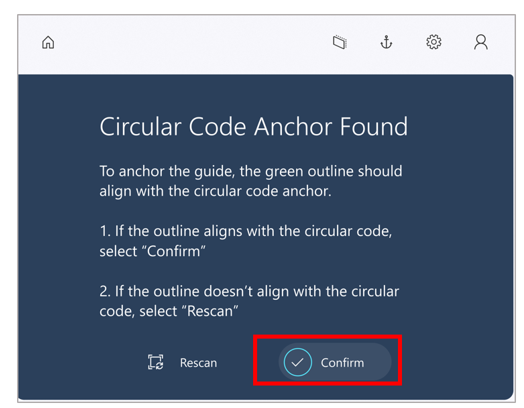 Circular Code Anchor Found
To anchor the guide, the green outline should
align with the circular code anchor.
1. If the outline aligns with the circular code,
select “Confirm”
2. If the outline doesn’t align with the circular
code, select “Rescan”
Rescan
Confirm